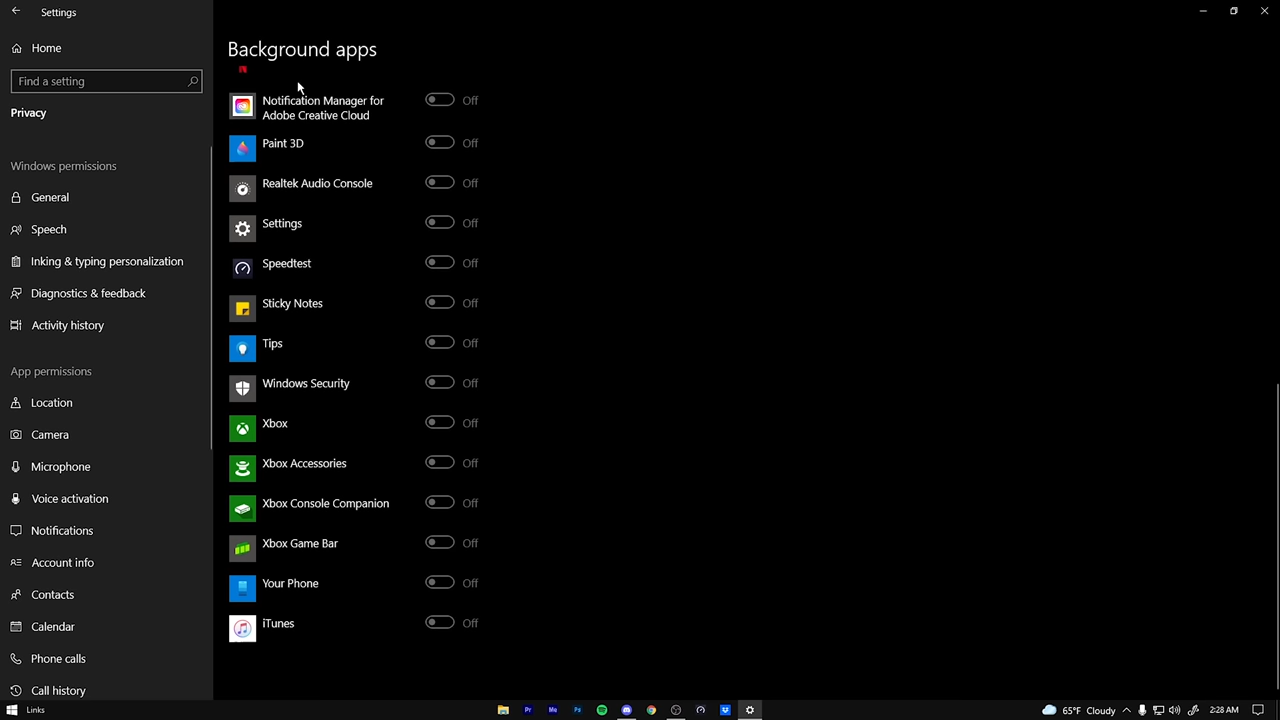 Settings
Home
Find a setting
Privacy
Windows permissions
General
Speech
Inking & typing personalization
Diagnostics & feedback
Activity history
App permissions
Location
Camera
Microphone
Voice activation
Notifications
Account info
Contacts
Calendar
Phone calls
Call history
Background apps
Notification Manager for
Adobe Creative Cloud
Off
Paint 3D
Off
Realtek Audio Console
Off
Settings
Off
Speedtest
Off
Sticky Notes
Off
Tips
Off
Windows Security
Off
Xbox
Off
Xbox Accessories
Off
Xbox Console Companion
Off
Xbox Game Bar
Off
Your Phone
Off
iTunes
Off
Links
Pr
Me
Ps
65°F Cloudy
2:28 AM